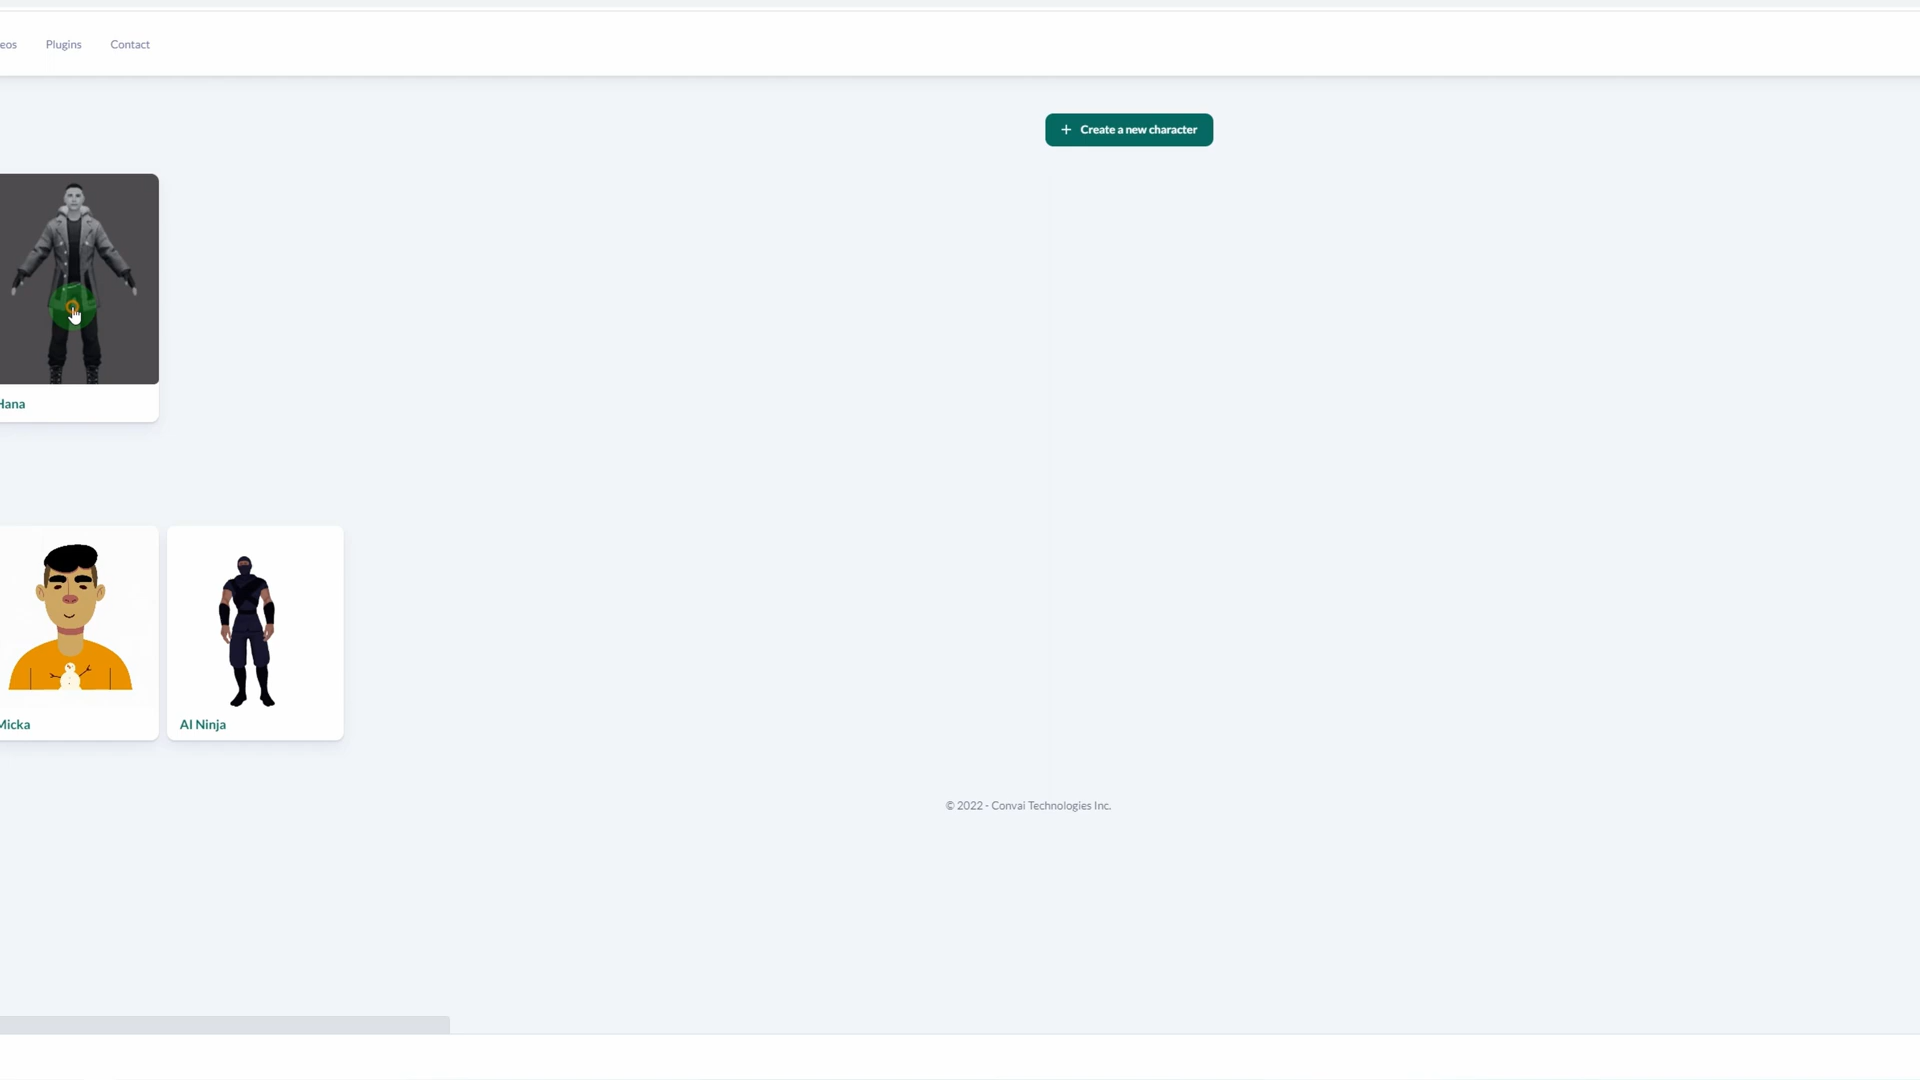 eos Plugins Contact
+ Create a new character
Hana
Micka
AI Ninja
© 2022 - Convai Technologies Inc.